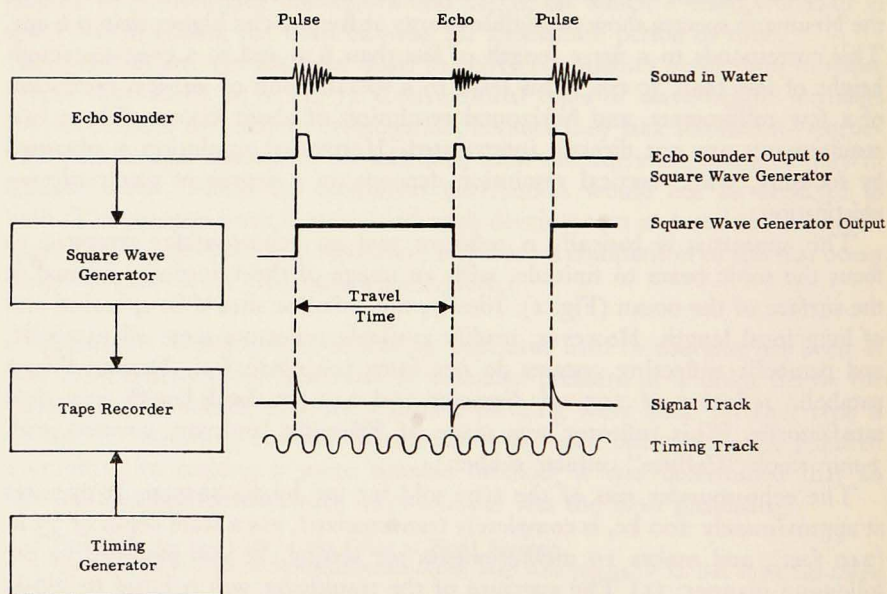 Pulse Echo Pulse
Sound in Water
Echo Sounder
Echo Sounder Output to
Square Wave Generator
Square Wave Generator Output
Square Wave
Generator
Travel
Time
Tape Recorder
Signal Track
Timing Track
Timing
Generator